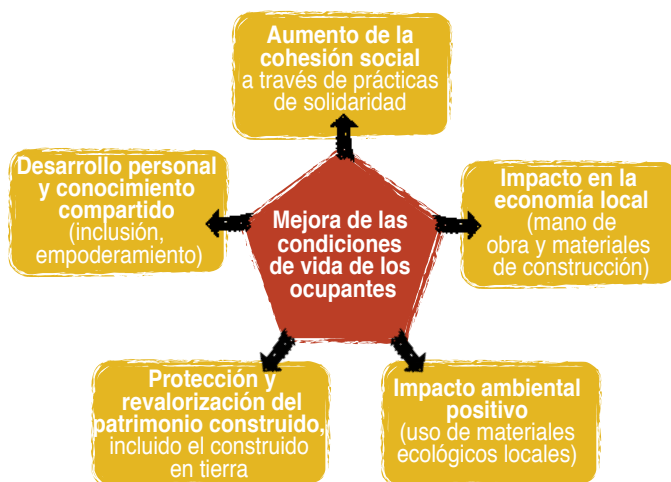 Aumento de la
cohesión social
a través de prácticas
de solidaridad
Desarrollo personal
y conocimiento
compartido
(inclusión,
empoderamiento)
Mejora de las
condiciones
de vida de los
ocupantes
Impacto en la
economía local
(mano de
obra y materiales
de construcción)
Protección y
revalorización del
patrimonio construido,
incluido el construido
en tierra
Impacto ambiental
positivo
(uso de materiales
ecológicos locales)